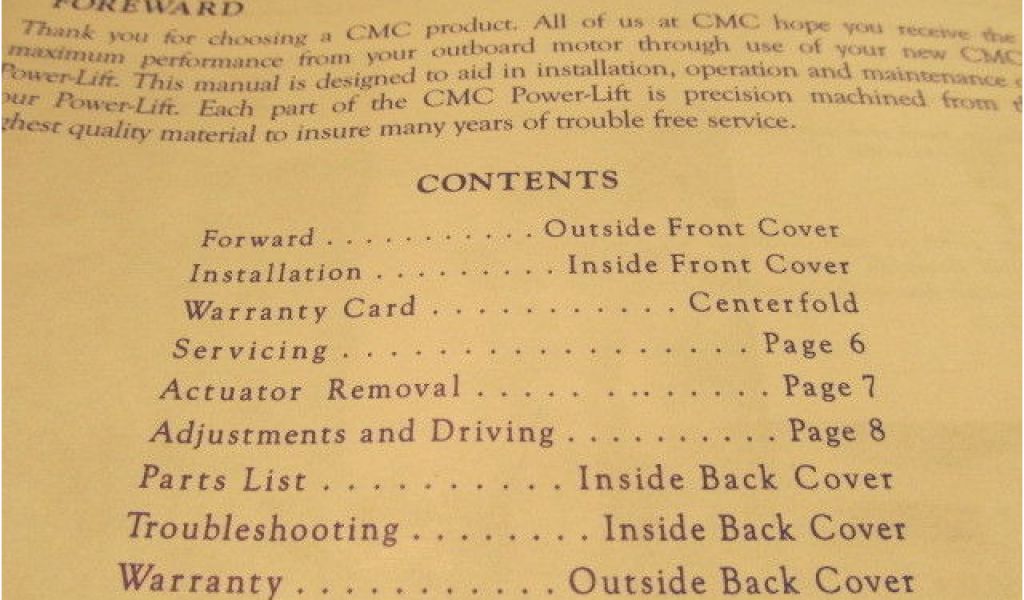 FOREWARD
Thank you for choosing a CMC product. All of us at CMC hope you receive the
maximum performance from your outboard motor through use of your new CMC
Power-Lift. This manual is designed to aid in installation, operation and maintenance
our Power-Lift. Each part of the CMC Power-Lift is precision machined from
ghest quality material to insure many years of trouble free service.
CONTENTS
Forward . . . . . . . . . . . Outside Front Cover
Installation . . . . . . . . . Inside Front Cover
Warranty Card . . . . . . . . . . . Centerfold
Servicing . . . . . . . . . . . . . . . . . Page 6
Actuator Removal . . . . . .. . . . . . Page 7
Adjustments and Driving . . . . . . . . . . Page 8
Parts List . . . . . . . . . . Inside Back Cover
Troubleshooting . . . . . . . . Inside Back Cover
Warranty . . . . . . . . . . . Outside Back Cover